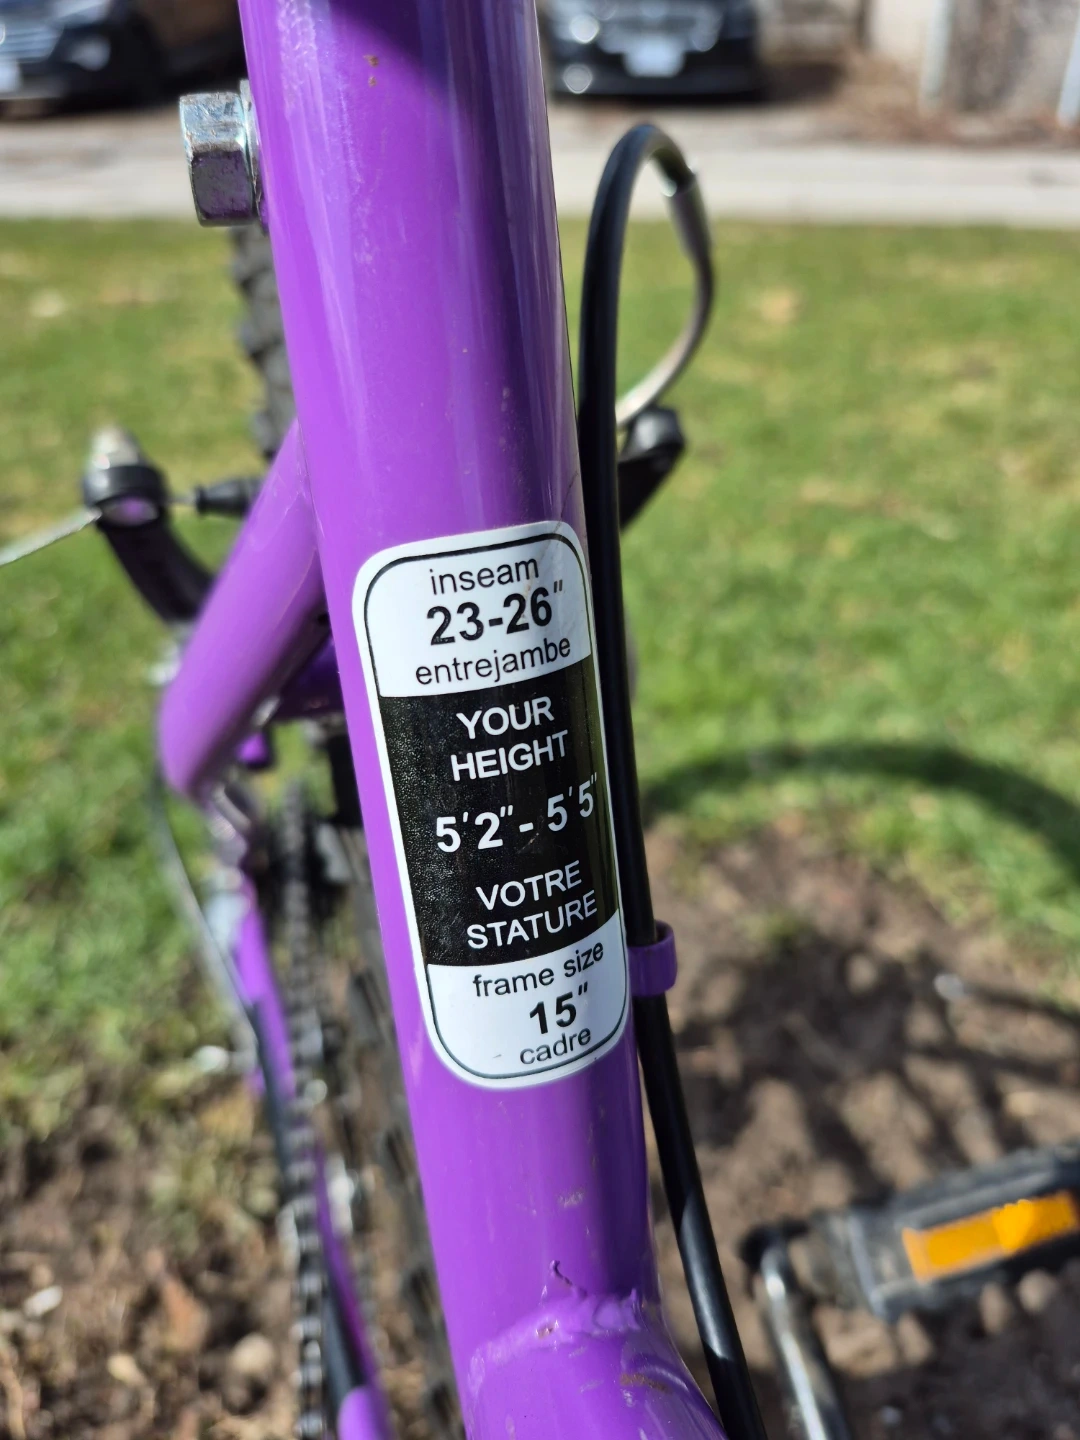 inseam
23-26"
entrejambe
YOUR
HEIGHT
5'2"- 5'5"
VOTRE
STATURE
frame size
15"
cadre